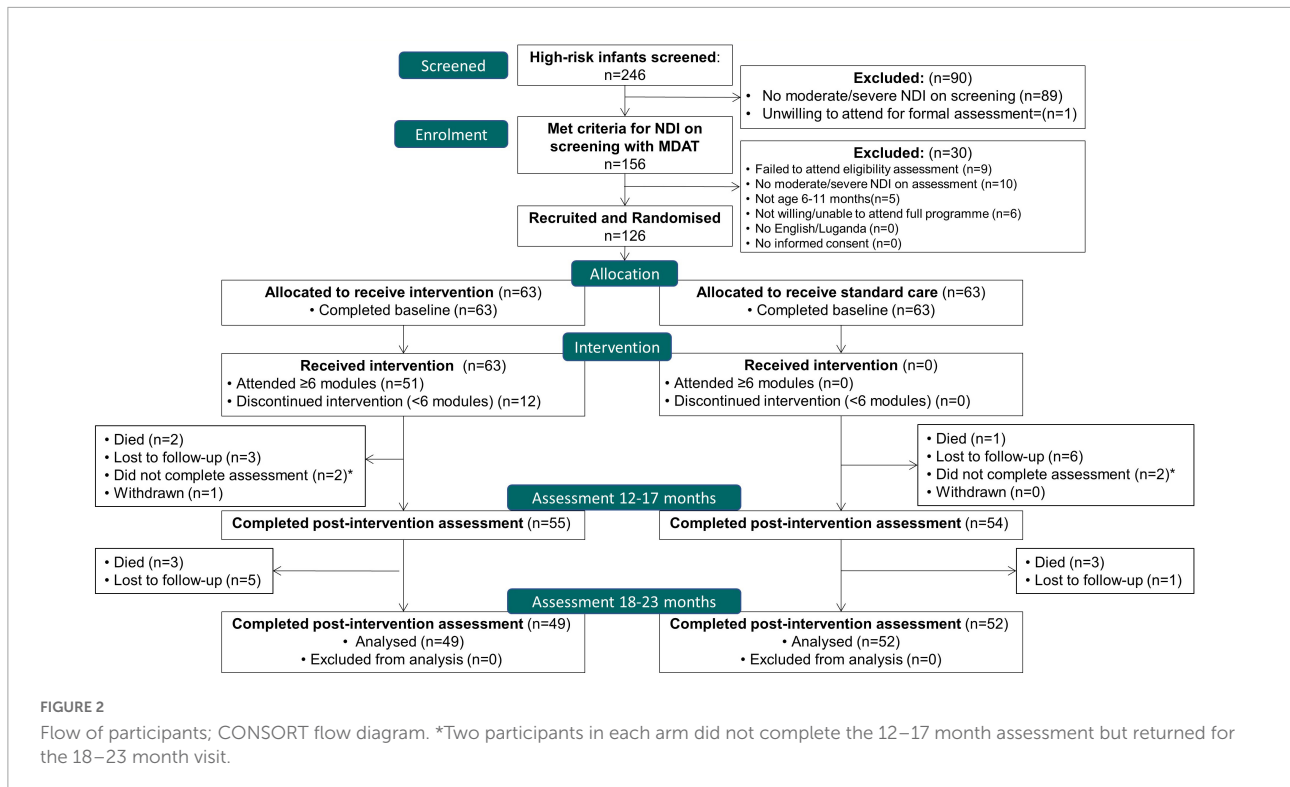 Screened
High-risk infants screened:
n=246
Excluded: (n=90)
• No moderate/severe NDI on screening (n=89)
• Unwilling to attend for formal assessment=(n=1)
Enrolment
Met criteria for NDI on
screening with MDAT
n=156
Excluded: (n=30)
• Failed to attend eligibility assessment (n=9)
• No moderate/severe NDI on assessment (n=10)
• Not age 6-11 months(n=5)
• Not willing/unable to attend full programme (n=6)
• No English/Luganda (n=0)
• No informed consent (n=0)
Recruited and Randomised
n=126
Allocation
Allocated to receive intervention (n=63)
• Completed baseline (n=63)
Allocated to receive standard care (n=63)
• Completed baseline (n=63)
Intervention
Received intervention (n=63)
• Attended ≥6 modules (n=51)
• Discontinued intervention (<6 modules) (n=12)
Received intervention (n=0)
• Attended ≥6 modules (n=0)
• Discontinued intervention (<6 modules) (n=0)
• Died (n=2)
• Lost to follow-up (n=3)
• Did not complete assessment (n=2)*
• Withdrawn (n=1)
• Died (n=1)
• Lost to follow-up (n=6)
• Did not complete assessment (n=2)*
• Withdrawn (n=0)
Assessment 12-17 months
Completed post-intervention assessment (n=55)
Completed post-intervention assessment (n=54)
• Died (n=3)
• Lost to follow-up (n=5)
• Died (n=3)
• Lost to follow-up (n=1)
Assessment 18-23 months
Completed post-intervention assessment (n=49)
• Analysed (n=49)
• Excluded from analysis (n=0)
Completed post-intervention assessment (n=52)
• Analysed (n=52)
• Excluded from analysis (n=0)
FIGURE 2
Flow of participants; CONSORT flow diagram. *Two participants in each arm did not complete the 12–17 month assessment but returned for
the 18–23 month visit.